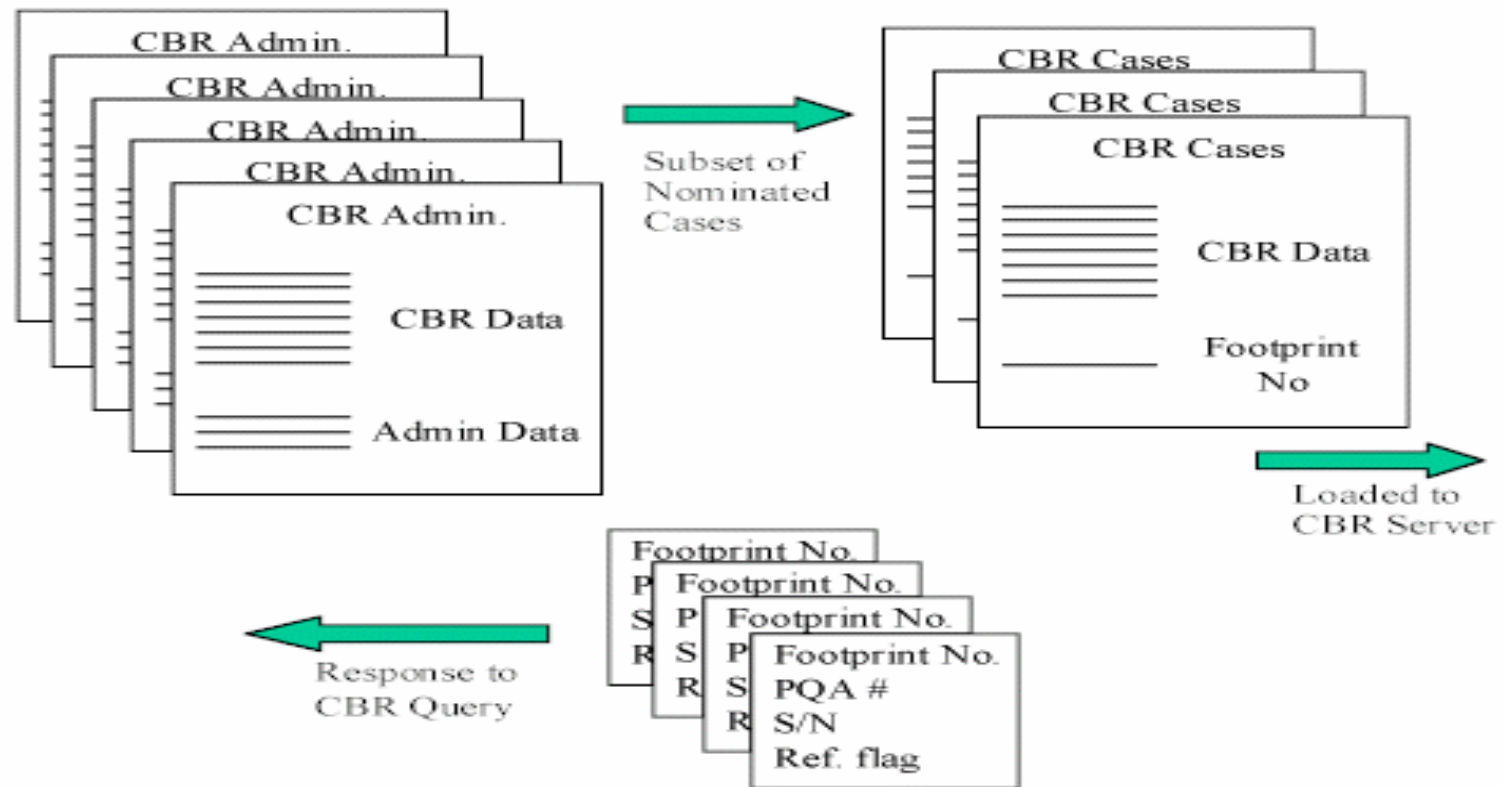 CBR Admin.
CBR Admin.
CBR Admin.
CBR Admin.
CBR Admin.
CBR Data
Admin Data
Subset of
Nominated
Cases
CBR Cases
CBR Cases
CBR Cases
CBR Data
Footprint
No
Loaded to
CBR Server
Footprint No.
P
S
R
Footprint No.
P
S
R
Footprint No.
P
S
R
Footprint No.
PQA #
S/N
Ref. flag
Response to
CBR Query